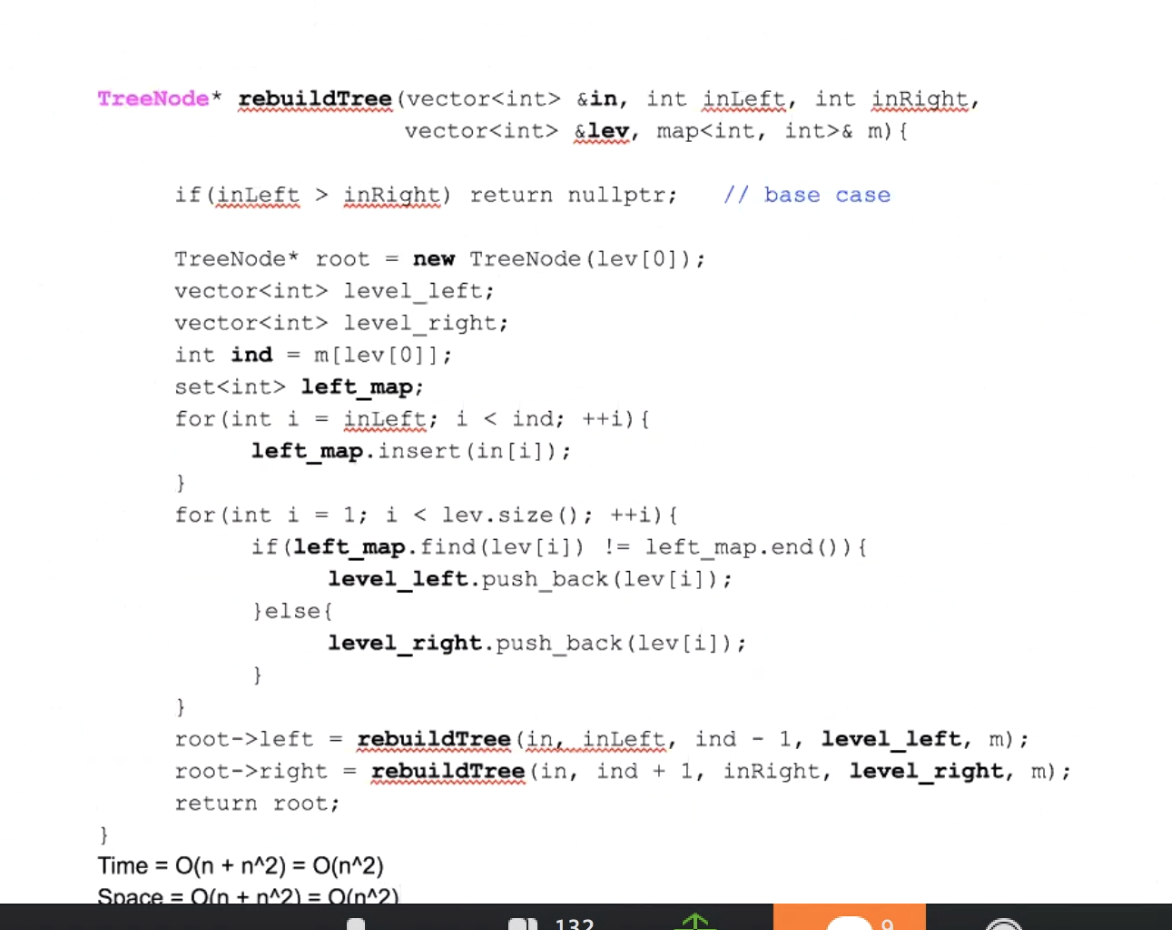 TreeNode* rebuildTree(vector<int> &in, int inLeft, int inRight,
vector<int> &lev, map<int, int>& m){
if(inLeft > inRight) return nullptr; // base case
TreeNode* root = new TreeNode(lev[0]);
vector<int> level_left;
vector<int> level_right;
int ind = m[lev[0]];
set<int> left_map;
for(int i = inLeft; i < ind; ++i){
left_map.insert(in[i]);
}
for(int i = 1; i < lev.size(); ++i){
if(left_map.find(lev[i]) != left_map.end()){
level_left.push_back(lev[i]);
}else{
level_right.push_back(lev[i]);
}
}
root->left = rebuildTree(in, inLeft, ind - 1, level_left, m);
root->right = rebuildTree(in, ind + 1, inRight, level_right, m);
return root;
}
Time = O(n + n^2) = O(n^2)
Space = O(n + n^2) = O(n^2)
132 9